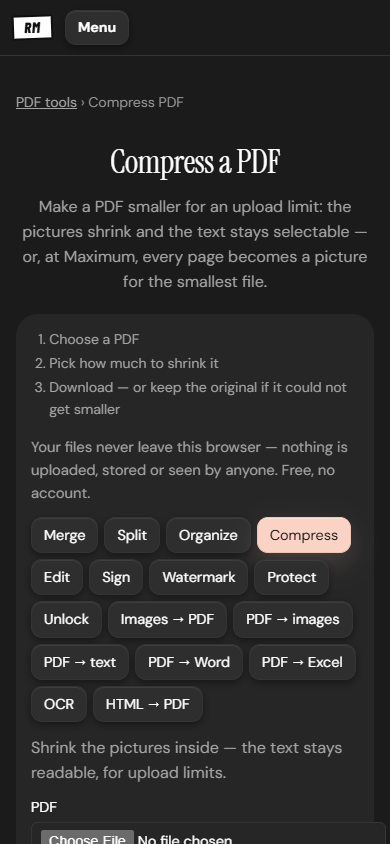 RM Menu
PDF tools › Compress PDF
Compress a PDF
Make a PDF smaller for an upload limit: the
pictures shrink and the text stays selectable —
or, at Maximum, every page becomes a picture
for the smallest file.
1. Choose a PDF
2. Pick how much to shrink it
3. Download — or keep the original if it could not
get smaller
Your files never leave this browser — nothing is
uploaded, stored or seen by anyone. Free, no
account.
Merge Split Organize Compress
Edit Sign Watermark Protect
Unlock Images → PDF PDF → images
PDF → text PDF → Word PDF → Excel
OCR HTML → PDF
Shrink the pictures inside — the text stays
readable, for upload limits.
PDF
Choose File No file chosen